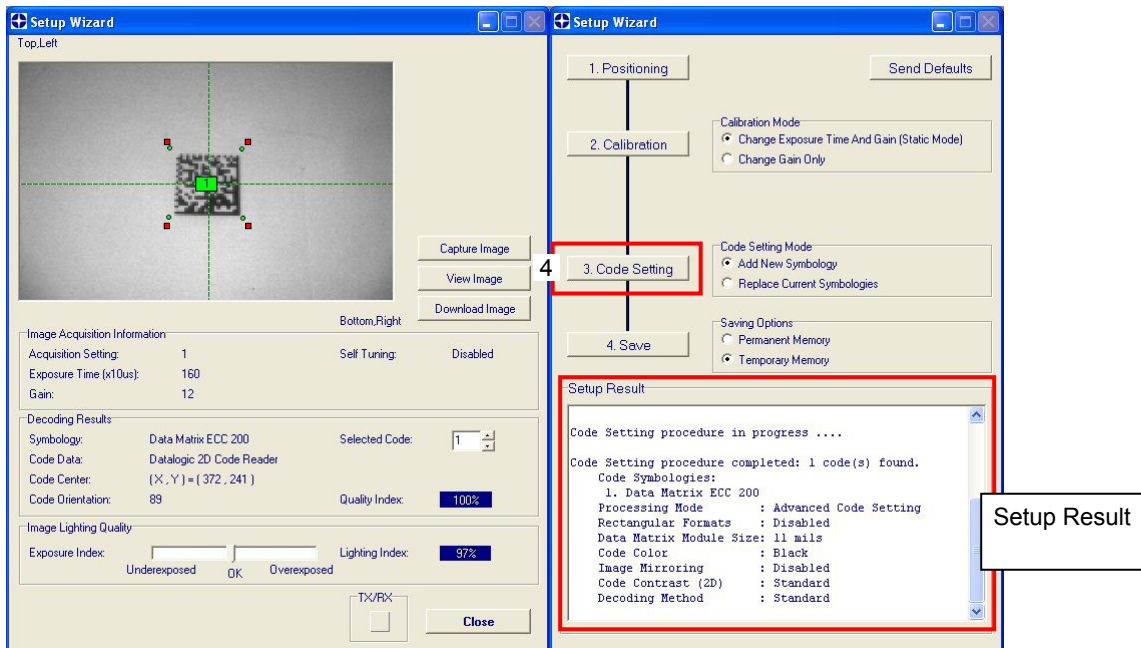 Setup Wizard
Top,Left
1
Capture Image
View Image
Download Image
Bottom,Right
Image Acquisition Information
Acquisition Setting: 1 Self Tuning: Disabled
Exposure Time (x10us): 160
Gain: 12
Decoding Results
Symbology: Data Matrix ECC 200 Selected Code: 1
Code Data: Datalogic 2D Code Reader
Code Center: (X,Y) = ( 372 , 241 )
Code Orientation: 89 Quality Index: 100%
Image Lighting Quality
Exposure Index: Lighting Index: 97%
Underexposed OK Overexposed
TX/RX
Close
Setup Wizard
1. Positioning
Send Defaults
Calibration Mode
2. Calibration
Change Exposure Time And Gain (Static Mode)
Change Gain Only
4
3. Code Setting
Code Setting Mode
Add New Symbology
Replace Current Symbologies
4. Save
Saving Options
Permanent Memory
Temporary Memory
Setup Result
Code Setting procedure in progress ....
Code Setting procedure completed: 1 code(s) found.
Code Symbologies:
1. Data Matrix ECC 200
Processing Mode : Advanced Code Setting
Rectangular Formats : Disabled
Data Matrix Module Size: 11 mils
Code Color : Black
Image Mirroring : Disabled
Code Contrast (2D) : Standard
Decoding Method : Standard
Setup Result